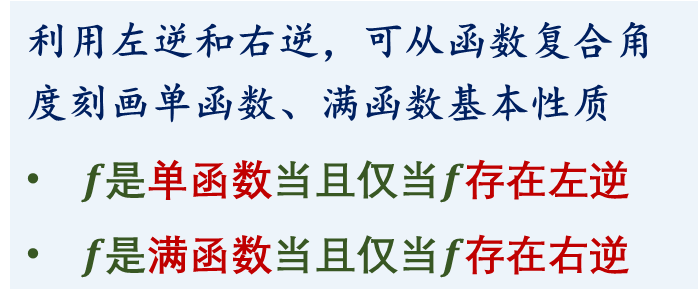 利用左逆和右逆，可从函数复合角
度刻画单函数、满函数基本性质
• f是单函数当且仅当f存在左逆
• f是满函数当且仅当f存在右逆